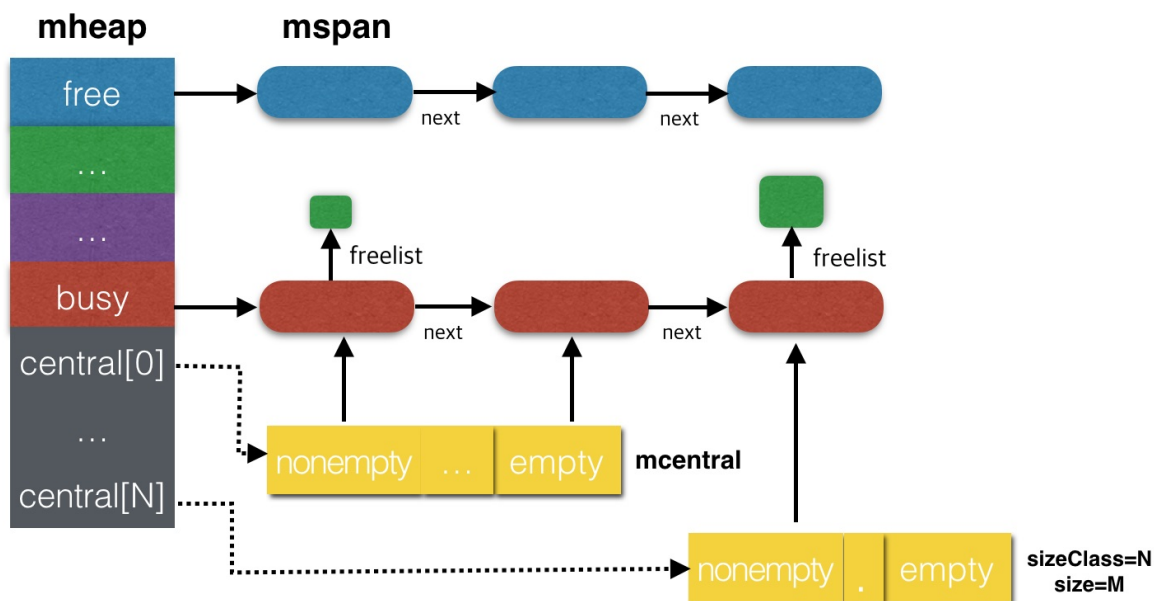 mheap mspan
free
next next
...
...
freelist freelist
busy
next next
central[0]
...
nonempty ... empty mcentral
central[N]
nonempty . empty sizeClass=N
size=M